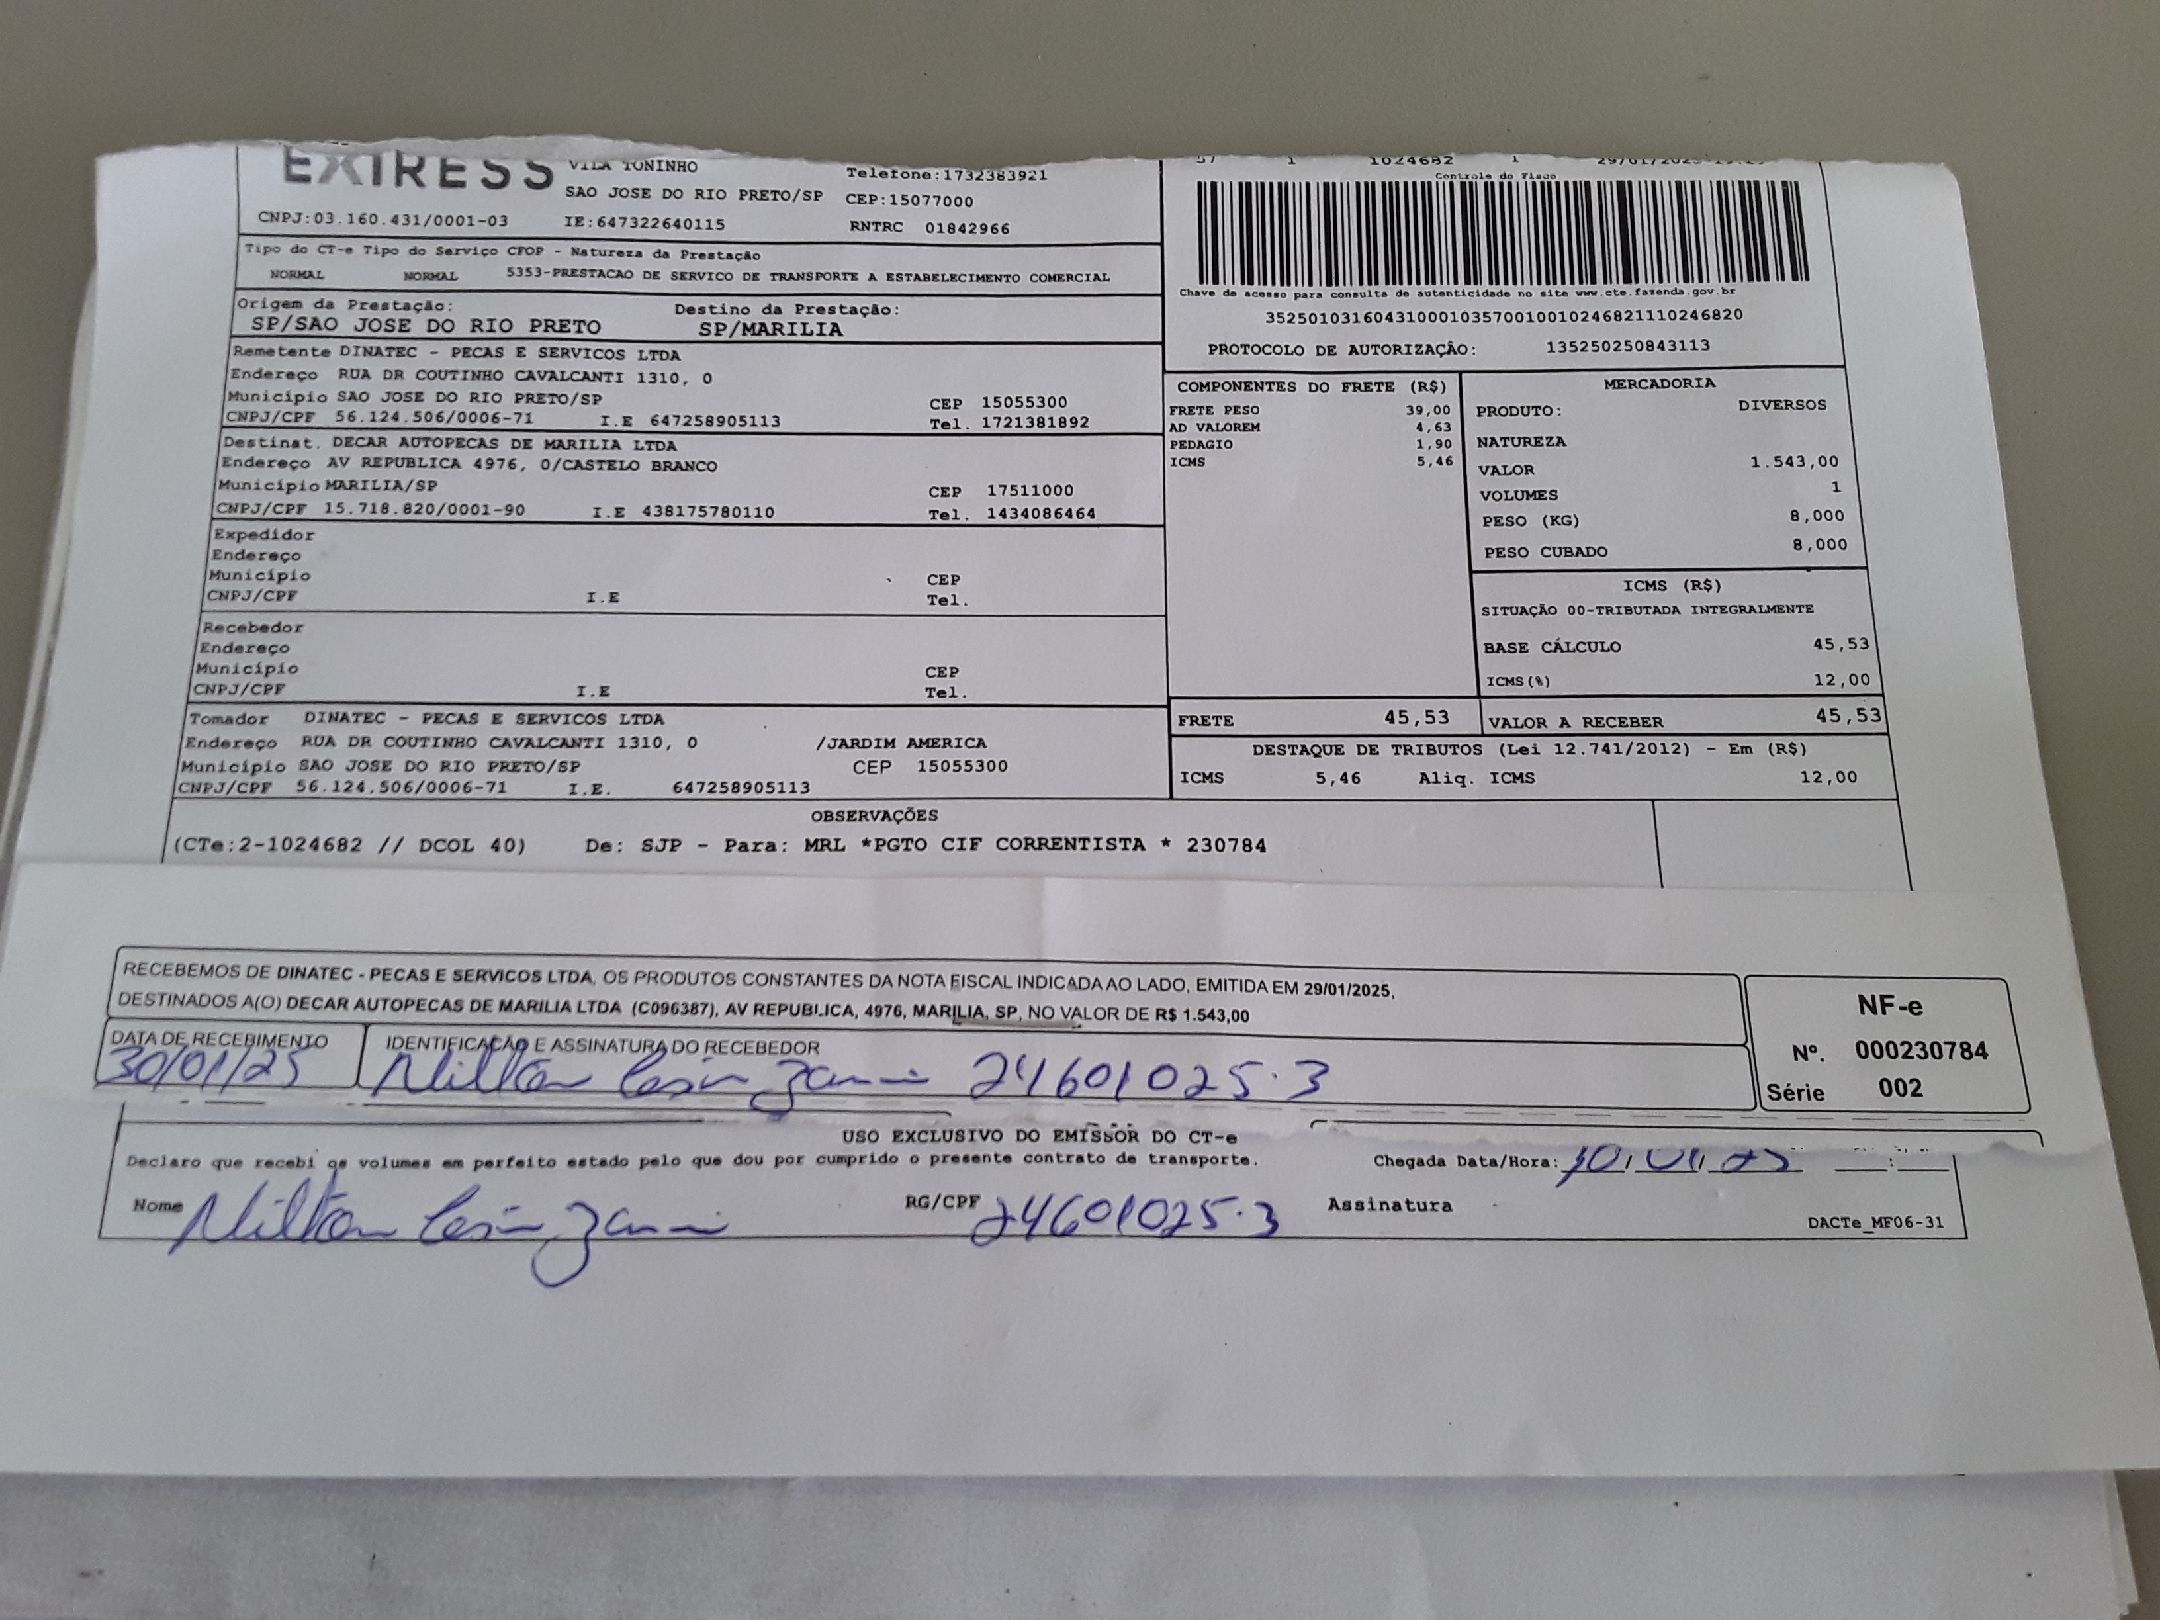 VILA TONINHO
Telefone:1732383921
SAO JOSE DO RIO PRETO/SP CEP:15077000
CNPJ:03.160.431/0001-03 IE:647322640115 RNTRC 01842966
Tipo do CT-e Tipo do Serviço CFOP - Natureza da Prestação
NORMAL NORMAL 5353-PRESTACAO DE SERVICO DE TRANSPORTE A ESTABELECIMENTO COMERCIAL
Origem da Prestação: Destino da Prestação:
SP/SAO JOSE DO RIO PRETO SP/MARILIA
Remetente DINATEC - PECAS E SERVICOS LTDA
Endereço RUA DR COUTINHO CAVALCANTI 1310, 0
Município SAO JOSE DO RIO PRETO/SP CEP 15055300
CNPJ/CPF 56.124.506/0006-71 I.E 647258905113 Tel. 1721381892
Destinat. DECAR AUTOPECAS DE MARILIA LTDA
Endereço AV REPUBLICA 4976, 0/CASTELO BRANCO
Município MARILIA/SP CEP 17511000
CNPJ/CPF 15.718.820/0001-90 I.E 438175780110 Tel. 1434086464
Expedidor
Endereço
Município CEP
CNPJ/CPF I.E Tel.
Recebedor
Endereço
Município CEP
CNPJ/CPF I.E Tel.
Tomador DINATEC - PECAS E SERVICOS LTDA
Endereço RUA DR COUTINHO CAVALCANTI 1310, 0 /JARDIM AMERICA
Município SAO JOSE DO RIO PRETO/SP CEP 15055300
CNPJ/CPF 56.124.506/0006-71 I.E. 647258905113
57 1 1024682 1 29/01/2025
Controle do Fisco
Chave de acesso para consulta de autenticidade no site www.cte.fazenda.gov.br
35250103160431000103570010010246821110246820
PROTOCOLO DE AUTORIZAÇÃO: 135250250843113
COMPONENTES DO FRETE (R$)
FRETE PESO 39,00
AD VALOREM 4,63
PEDAGIO 1,90
ICMS 5,46
MERCADORIA
PRODUTO: DIVERSOS
NATUREZA
VALOR 1.543,00
VOLUMES 1
PESO (KG) 8,000
PESO CUBADO 8,000
ICMS (R$)
SITUAÇÃO 00-TRIBUTADA INTEGRALMENTE
BASE CÁLCULO 45,53
ICMS(%) 12,00
FRETE 45,53 VALOR A RECEBER 45,53
DESTAQUE DE TRIBUTOS (Lei 12.741/2012) - Em (R$)
ICMS 5,46 Aliq. ICMS 12,00
OBSERVAÇÕES
(CTe:2-1024682 // DCOL 40) De: SJP - Para: MRL *PGTO CIF CORRENTISTA * 230784
RECEBEMOS DE DINATEC - PECAS E SERVICOS LTDA, OS PRODUTOS CONSTANTES DA NOTA FISCAL INDICADA AO LADO, EMITIDA EM 29/01/2025,
DESTINADOS A(O) DECAR AUTOPECAS DE MARILIA LTDA (C096387), AV REPUBLICA, 4976, MARILIA, SP, NO VALOR DE R$ 1.543,00
DATA DE RECEBIMENTO IDENTIFICAÇÃO E ASSINATURA DO RECEBEDOR
30/01/25 Nilton 24601025.3
NF-e
Nº. 000230784
Série 002
USO EXCLUSIVO DO EMISSOR DO CT-e
Declaro que recebi os volumes em perfeito estado pelo que dou por cumprido o presente contrato de transporte. Chegada Data/Hora:
Nome Nilton RG/CPF 24601025.3 Assinatura
DACTe_MF06-31